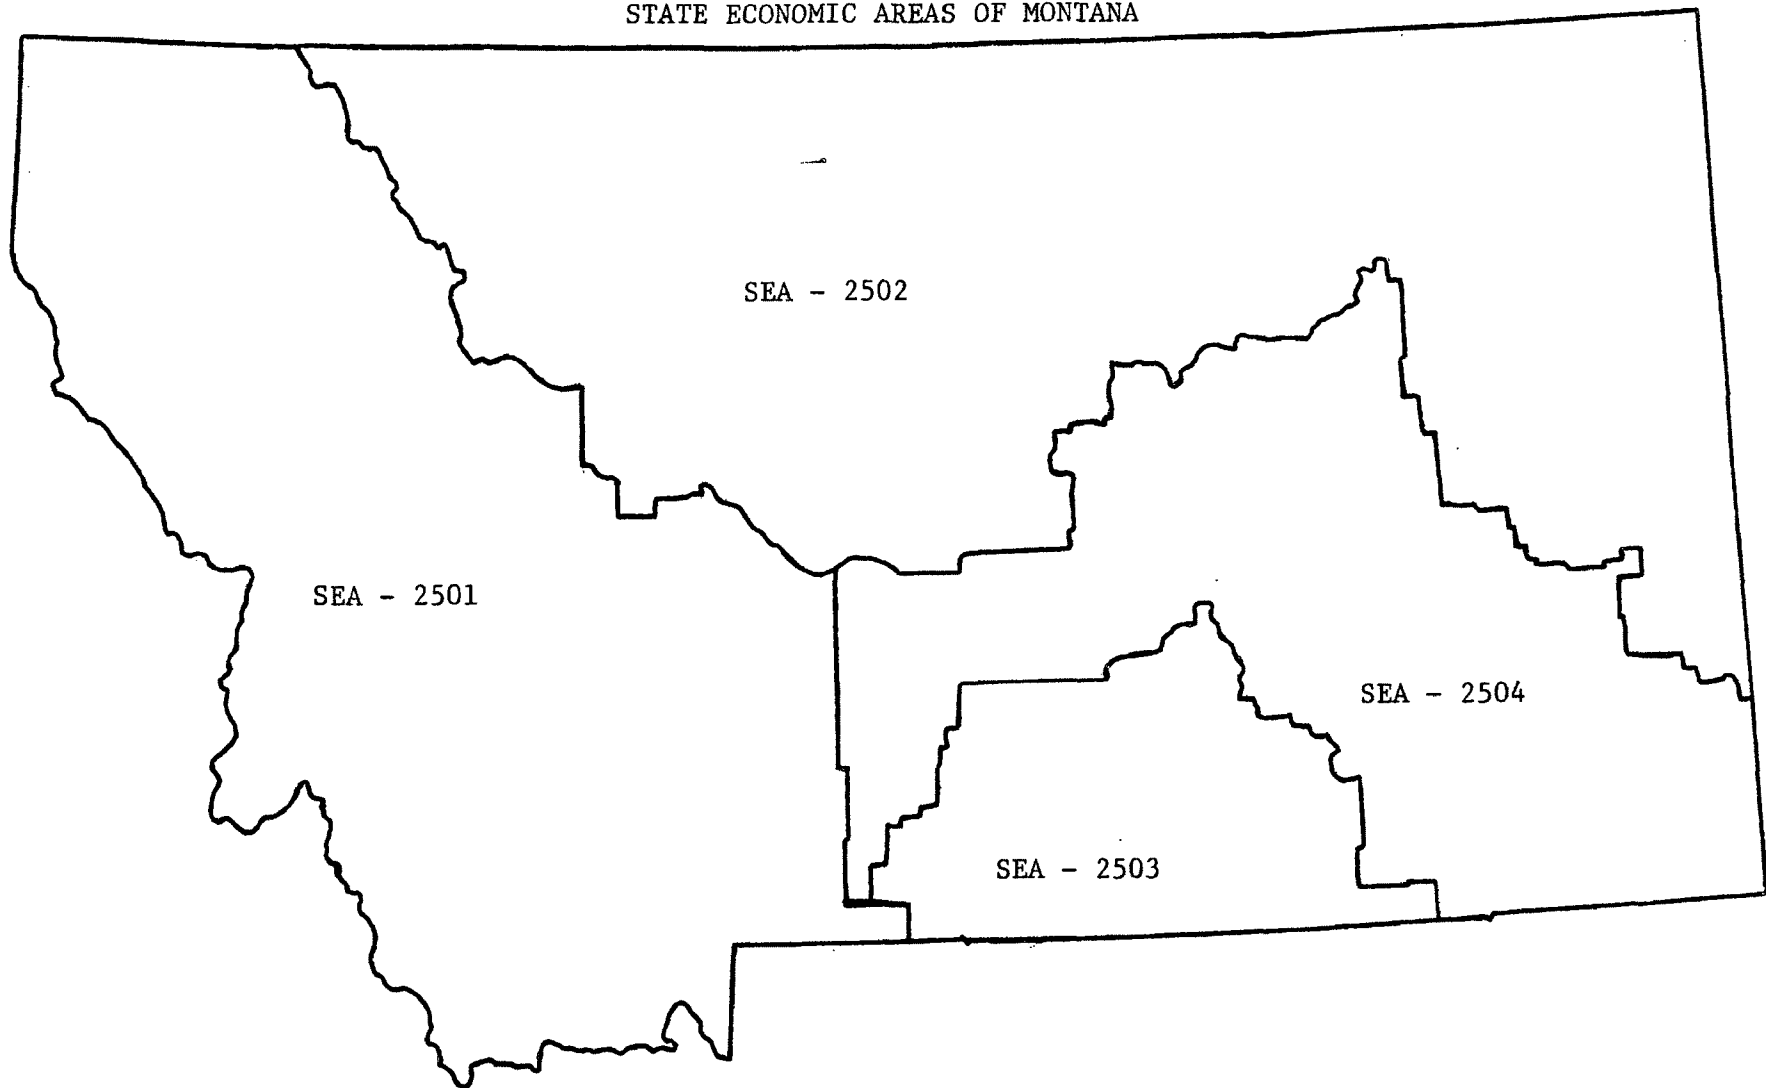 STATE ECONOMIC AREAS OF MONTANA
SEA - 2502
SEA - 2501
SEA - 2504
SEA - 2503